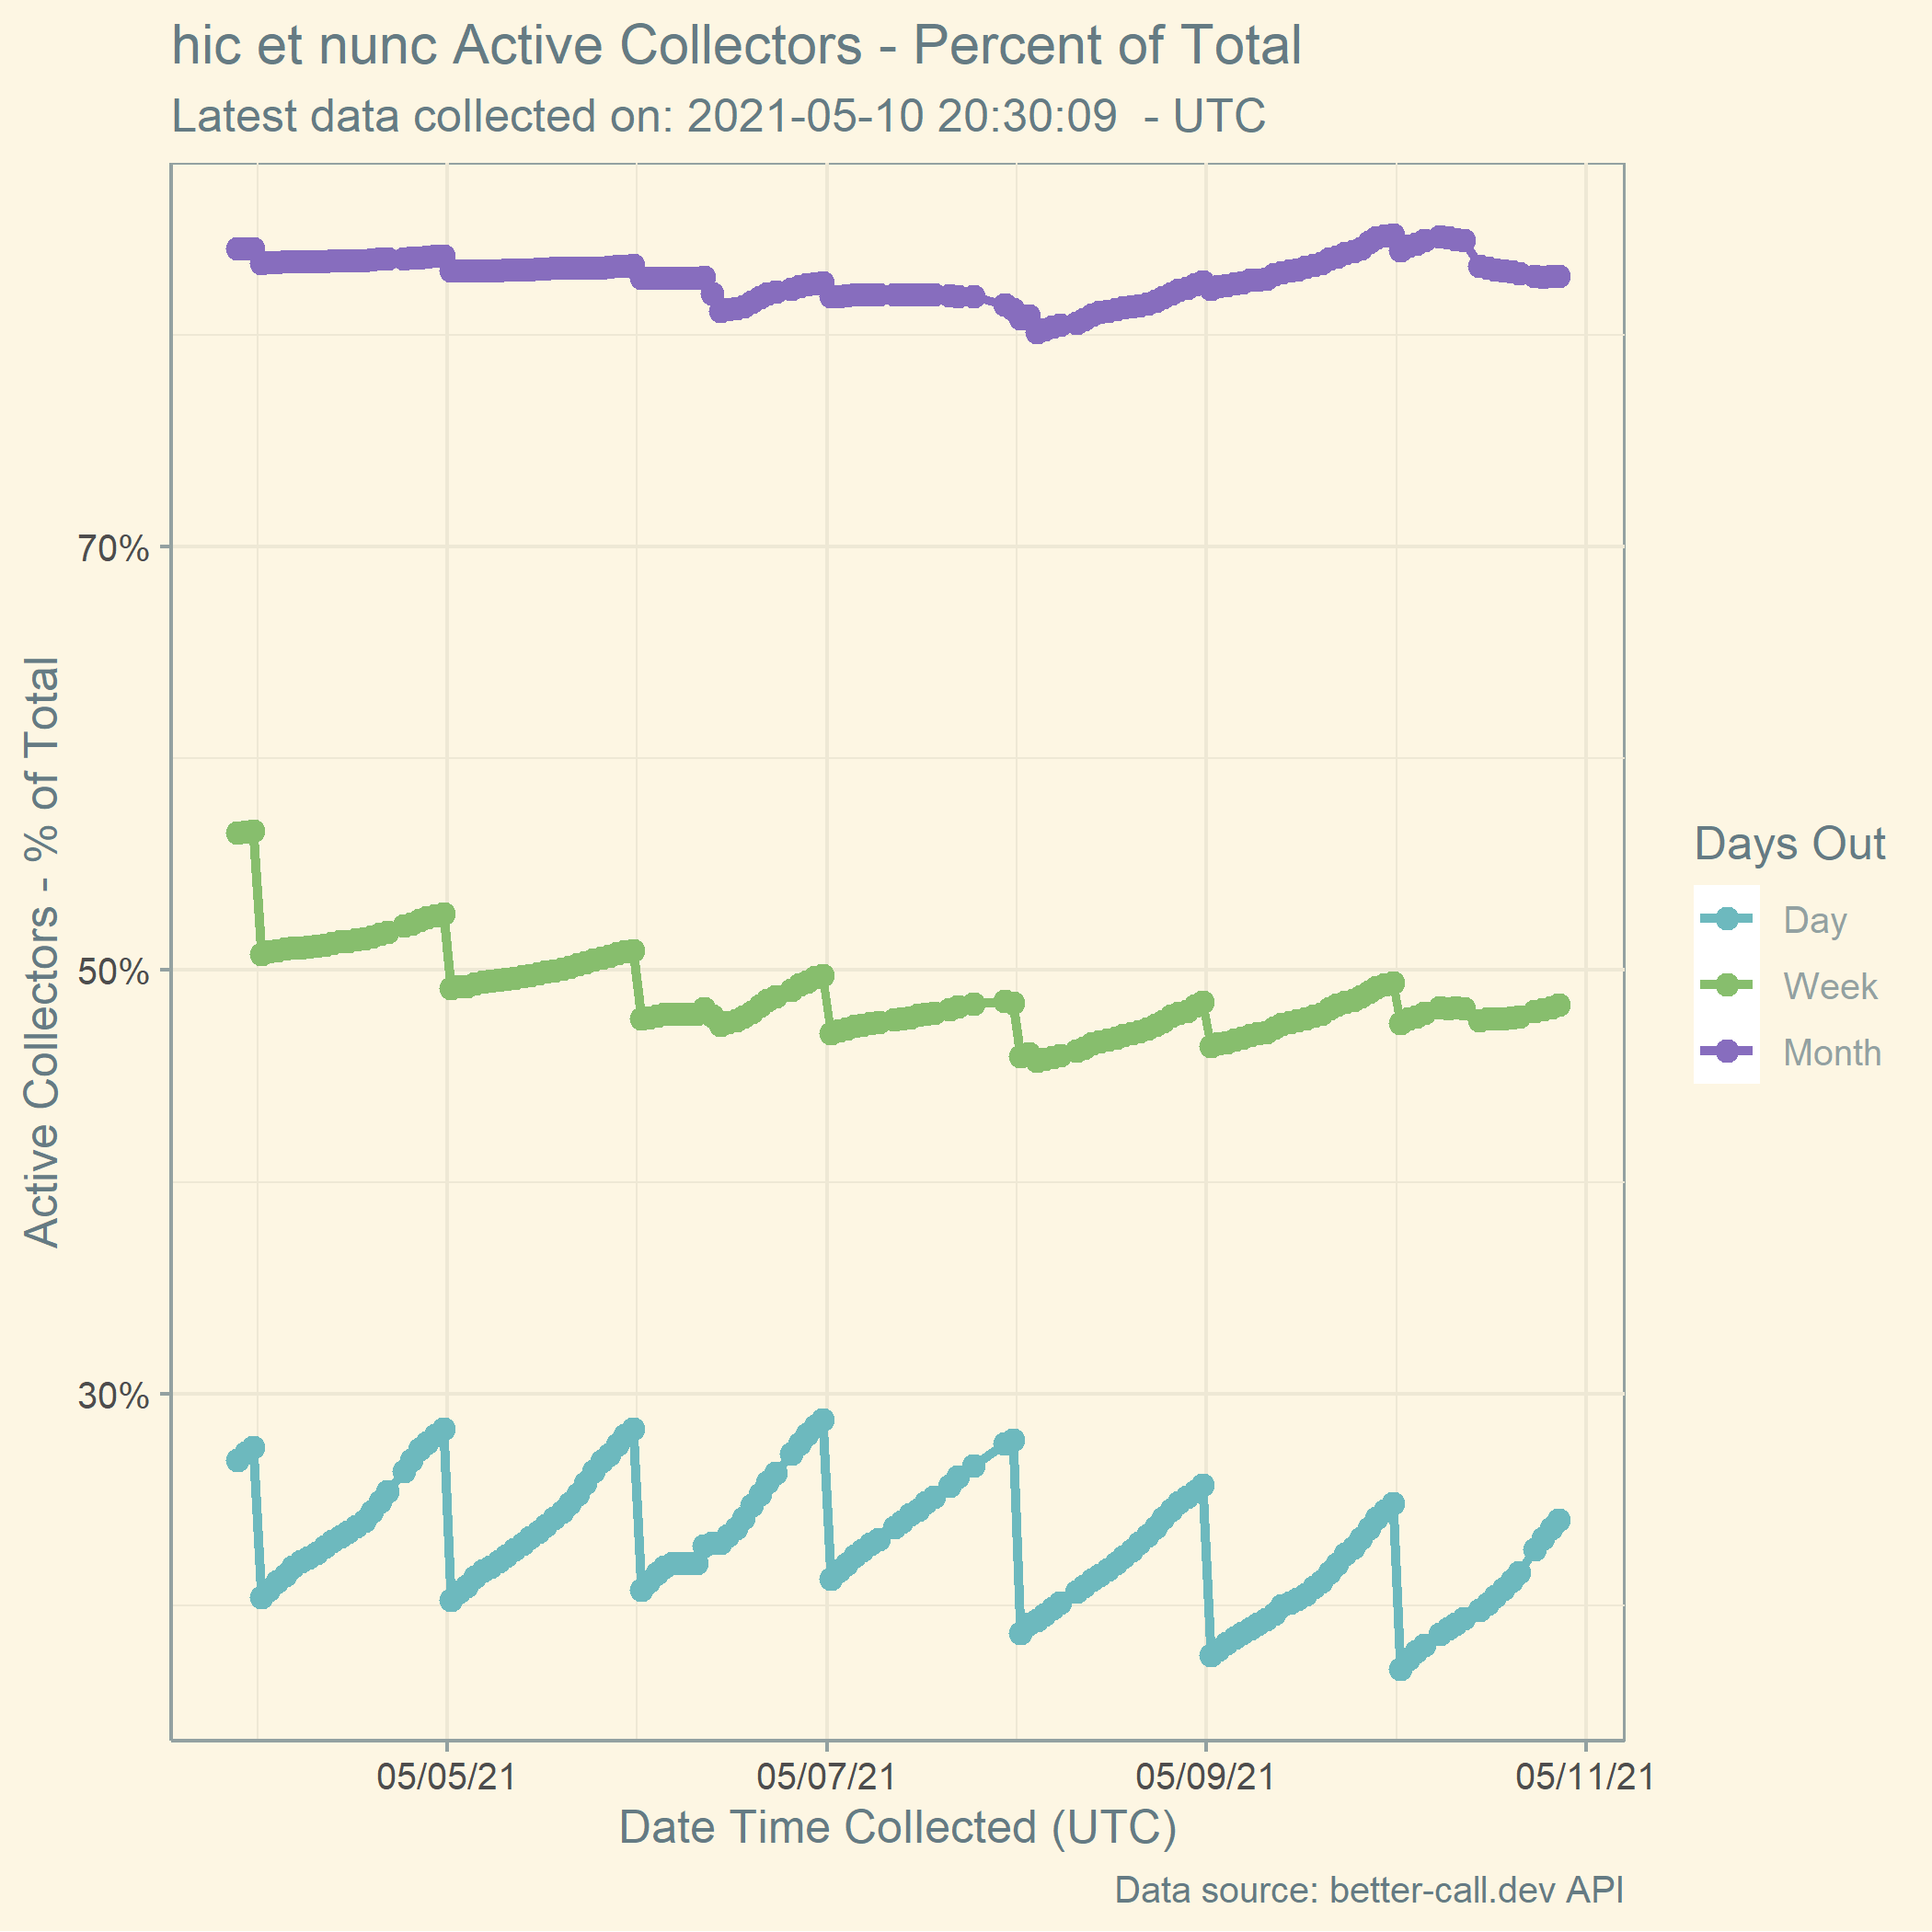 hic et nunc Active Collectors - Percent of Total
Latest data collected on: 2021-05-10 20:30:09  - UTC
Active Collectors - % of Total
70%
50%
30%
05/05/21
05/07/21
05/09/21
05/11/21
Date Time Collected (UTC)
Days Out
Day
Week
Month
Data source: better-call.dev API